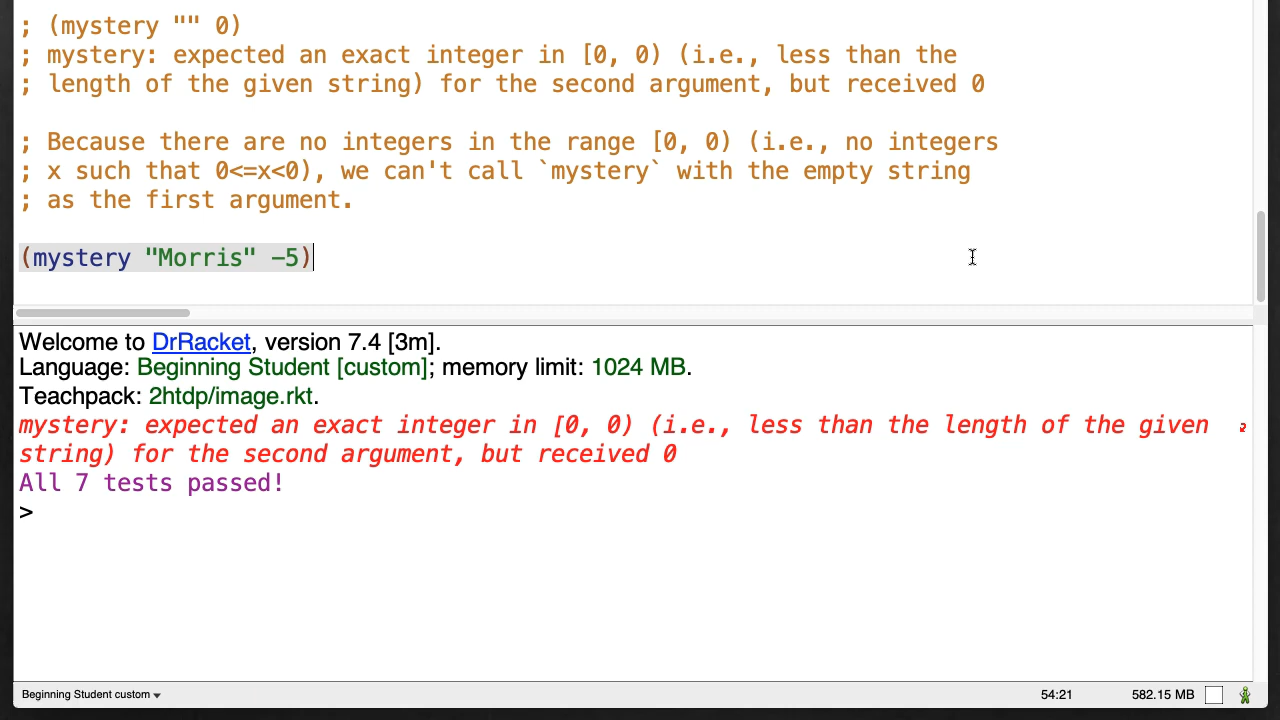 ; (mystery "" 0)
; mystery: expected an exact integer in [0, 0) (i.e., less than the
; length of the given string) for the second argument, but received 0
; Because there are no integers in the range [0, 0) (i.e., no integers
; x such that 0<=x<0), we can't call `mystery` with the empty string
; as the first argument.
(mystery "Morris" -5)
Welcome to DrRacket, version 7.4 [3m].
Language: Beginning Student [custom]; memory limit: 1024 MB.
Teachpack: 2htdp/image.rkt.
mystery: expected an exact integer in [0, 0) (i.e., less than the length of the given
string) for the second argument, but received 0
All 7 tests passed!
>
Beginning Student custom 54:21 582.15 MB